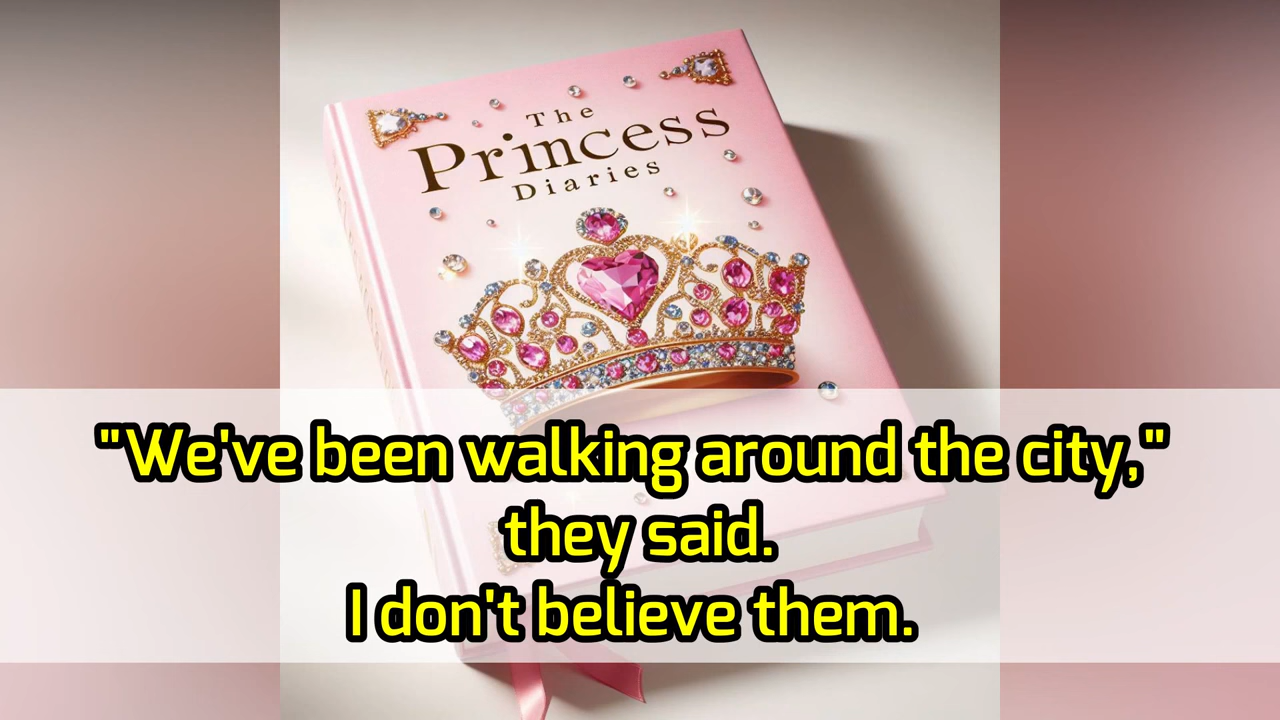 The
Princess
Diaries
"We've been walking around the city,"
they said.
I don't believe them.